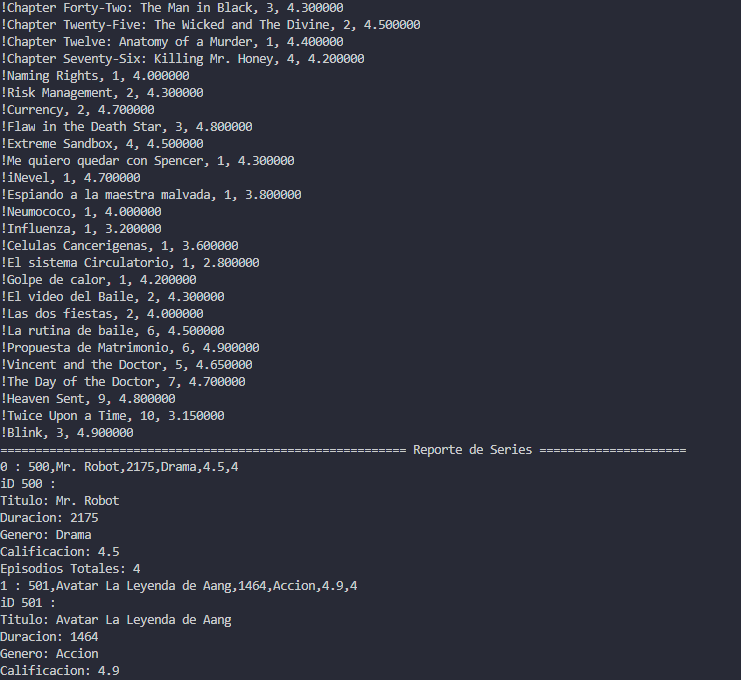 !Chapter Forty-Two: The Man in Black, 3, 4.300000
!Chapter Twenty-Five: The Wicked and The Divine, 2, 4.500000
!Chapter Twelve: Anatomy of a Murder, 1, 4.400000
!Chapter Seventy-Six: Killing Mr. Honey, 4, 4.200000
!Naming Rights, 1, 4.000000
!Risk Management, 2, 4.300000
!Currency, 2, 4.700000
!Flaw in the Death Star, 3, 4.800000
!Extreme Sandbox, 4, 4.500000
!Me quiero quedar con Spencer, 1, 4.300000
!iNevel, 1, 4.700000
!Espiando a la maestra malvada, 1, 3.800000
!Neumococo, 1, 4.000000
!Influenza, 1, 3.200000
!Celulas Cancerigenas, 1, 3.600000
!El sistema Circulatorio, 1, 2.800000
!Golpe de calor, 1, 4.200000
!El video del Baile, 2, 4.300000
!Las dos fiestas, 2, 4.000000
!La rutina de baile, 6, 4.500000
!Propuesta de Matrimonio, 6, 4.900000
!Vincent and the Doctor, 5, 4.650000
!The Day of the Doctor, 7, 4.700000
!Heaven Sent, 9, 4.800000
!Twice Upon a Time, 10, 3.150000
!Blink, 3, 4.900000
========================================================== Reporte de Series =====================
0 : 500,Mr. Robot,2175,Drama,4.5,4
iD 500 :
Titulo: Mr. Robot
Duracion: 2175
Genero: Drama
Calificacion: 4.5
Episodios Totales: 4
1 : 501,Avatar La Leyenda de Aang,1464,Accion,4.9,4
iD 501 :
Titulo: Avatar La Leyenda de Aang
Duracion: 1464
Genero: Accion
Calificacion: 4.9